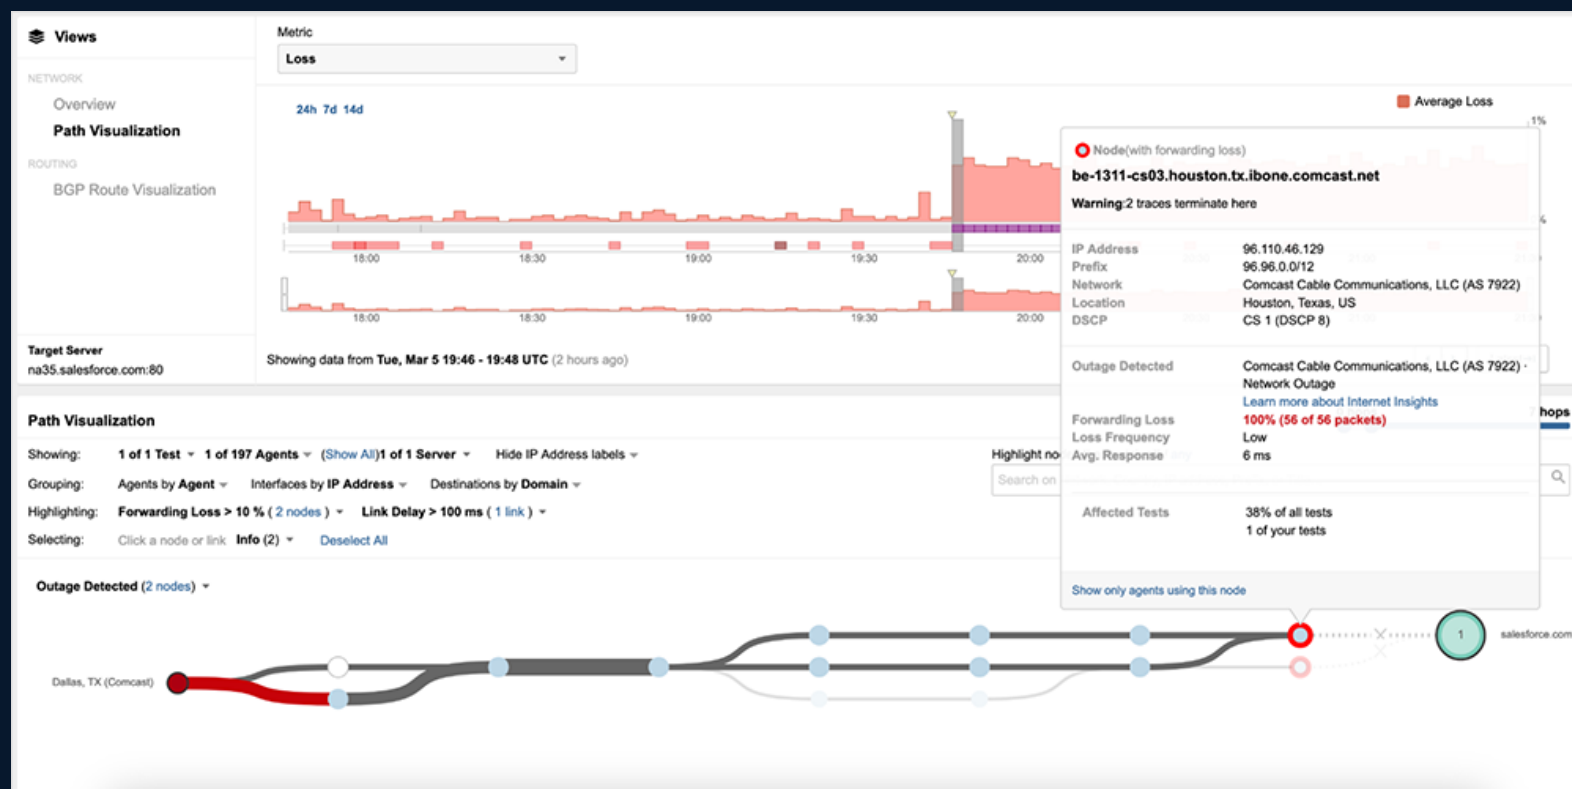 Views
NETWORK
Overview
Path Visualization
ROUTING
BGP Route Visualization
Target Server
na35.salesforce.com:80
Metric
Loss
24h 7d 14d
Average Loss
1%
18:00 18:30 19:00 19:30 20:00
18:00 18:30 19:00 19:30 20:00
Showing data from Tue, Mar 5 19:46 - 19:48 UTC (2 hours ago)
Node(with forwarding loss)
be-1311-cs03.houston.tx.ibone.comcast.net
Warning:2 traces terminate here
IP Address 96.110.46.129
Prefix 96.96.0.0/12
Network Comcast Cable Communications, LLC (AS 7922)
Location Houston, Texas, US
DSCP CS 1 (DSCP 8)
Outage Detected Comcast Cable Communications, LLC (AS 7922) ·
Network Outage
Learn more about Internet Insights
Forwarding Loss 100% (56 of 56 packets)
Loss Frequency Low
Avg. Response 6 ms
Affected Tests 38% of all tests
1 of your tests
Show only agents using this node
Path Visualization
hops
Showing: 1 of 1 Test 1 of 197 Agents (Show All)1 of 1 Server Hide IP Address labels
Highlight no
Grouping: Agents by Agent Interfaces by IP Address Destinations by Domain
Search on
Highlighting: Forwarding Loss > 10 % ( 2 nodes ) Link Delay > 100 ms ( 1 link )
Selecting: Click a node or link Info (2) Deselect All
Outage Detected (2 nodes)
Dallas, TX (Comcast)
1
salesforce.com